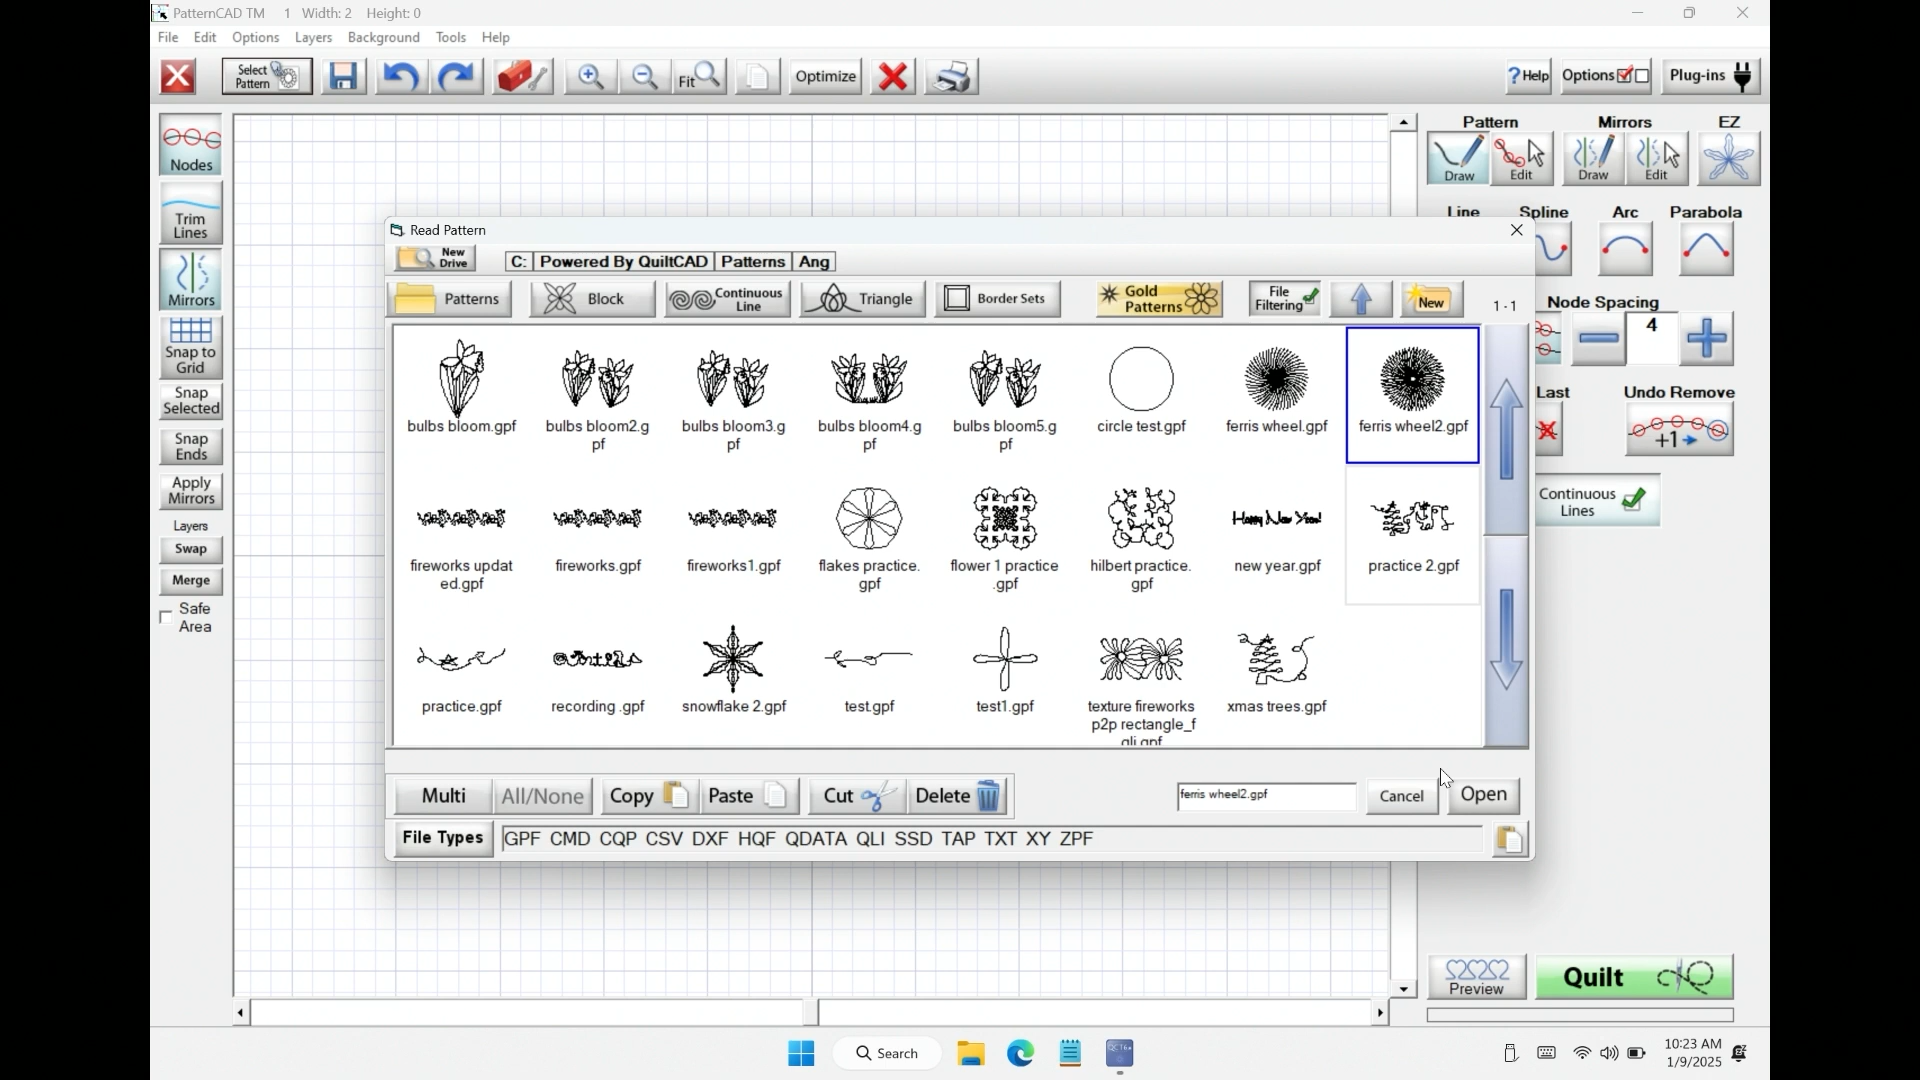 PatternCAD TM 1 Width: 2 Height: 0
File Edit Options Layers Background Tools Help
Select Pattern
Fit
Optimize
? Help
Options
Plug-ins
Nodes
Trim Lines
Mirrors
Snap to Grid
Snap Selected
Snap Ends
Apply Mirrors
Layers
Swap
Merge
Safe Area
Pattern Mirrors EZ
Draw Edit Draw Edit
Line Spline Arc Parabola
Node Spacing
4
Last Undo Remove
+1
Continuous Lines
Read Pattern
New Drive
C: Powered By QuiltCAD Patterns Ang
Patterns Block Continuous Line Triangle Border Sets Gold Patterns File Filtering New 1 - 1
bulbs bloom.gpf
bulbs bloom2.g
pf
bulbs bloom3.g
pf
bulbs bloom4.g
pf
bulbs bloom5.g
pf
circle test.gpf
ferris wheel.gpf
ferris wheel2.gpf
fireworks updat
ed.gpf
fireworks.gpf
fireworks1.gpf
flakes practice.
gpf
flower 1 practice
.gpf
Happy New Year!
hilbert practice.
gpf
new year.gpf
practice 2.gpf
practice.gpf
recording .gpf
snowflake 2.gpf
test.gpf
test1.gpf
texture fireworks
p2p rectangle_f
qli.gpf
xmas trees.gpf
Multi All/None Copy Paste Cut Delete
ferris wheel2.gpf
Cancel Open
File Types GPF CMD CQP CSV DXF HQF QDATA QLI SSD TAP TXT XY ZPF
Preview
Quilt
Search
10:23 AM
1/9/2025